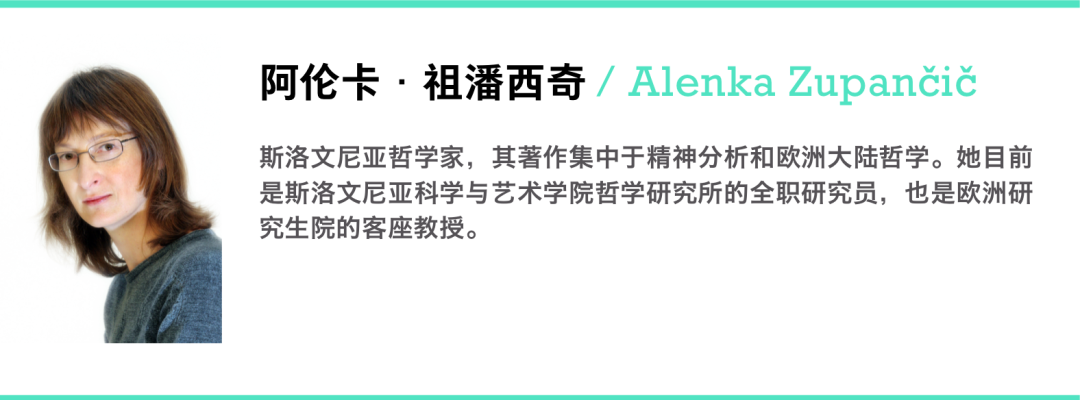 阿伦卡 · 祖潘西奇 / Alenka Zupančič
斯洛文尼亚哲学家，其著作集中于精神分析和欧洲大陆哲学。她目前
是斯洛文尼亚科学与艺术学院哲学研究所的全职研究员，也是欧洲研
究生院的客座教授。